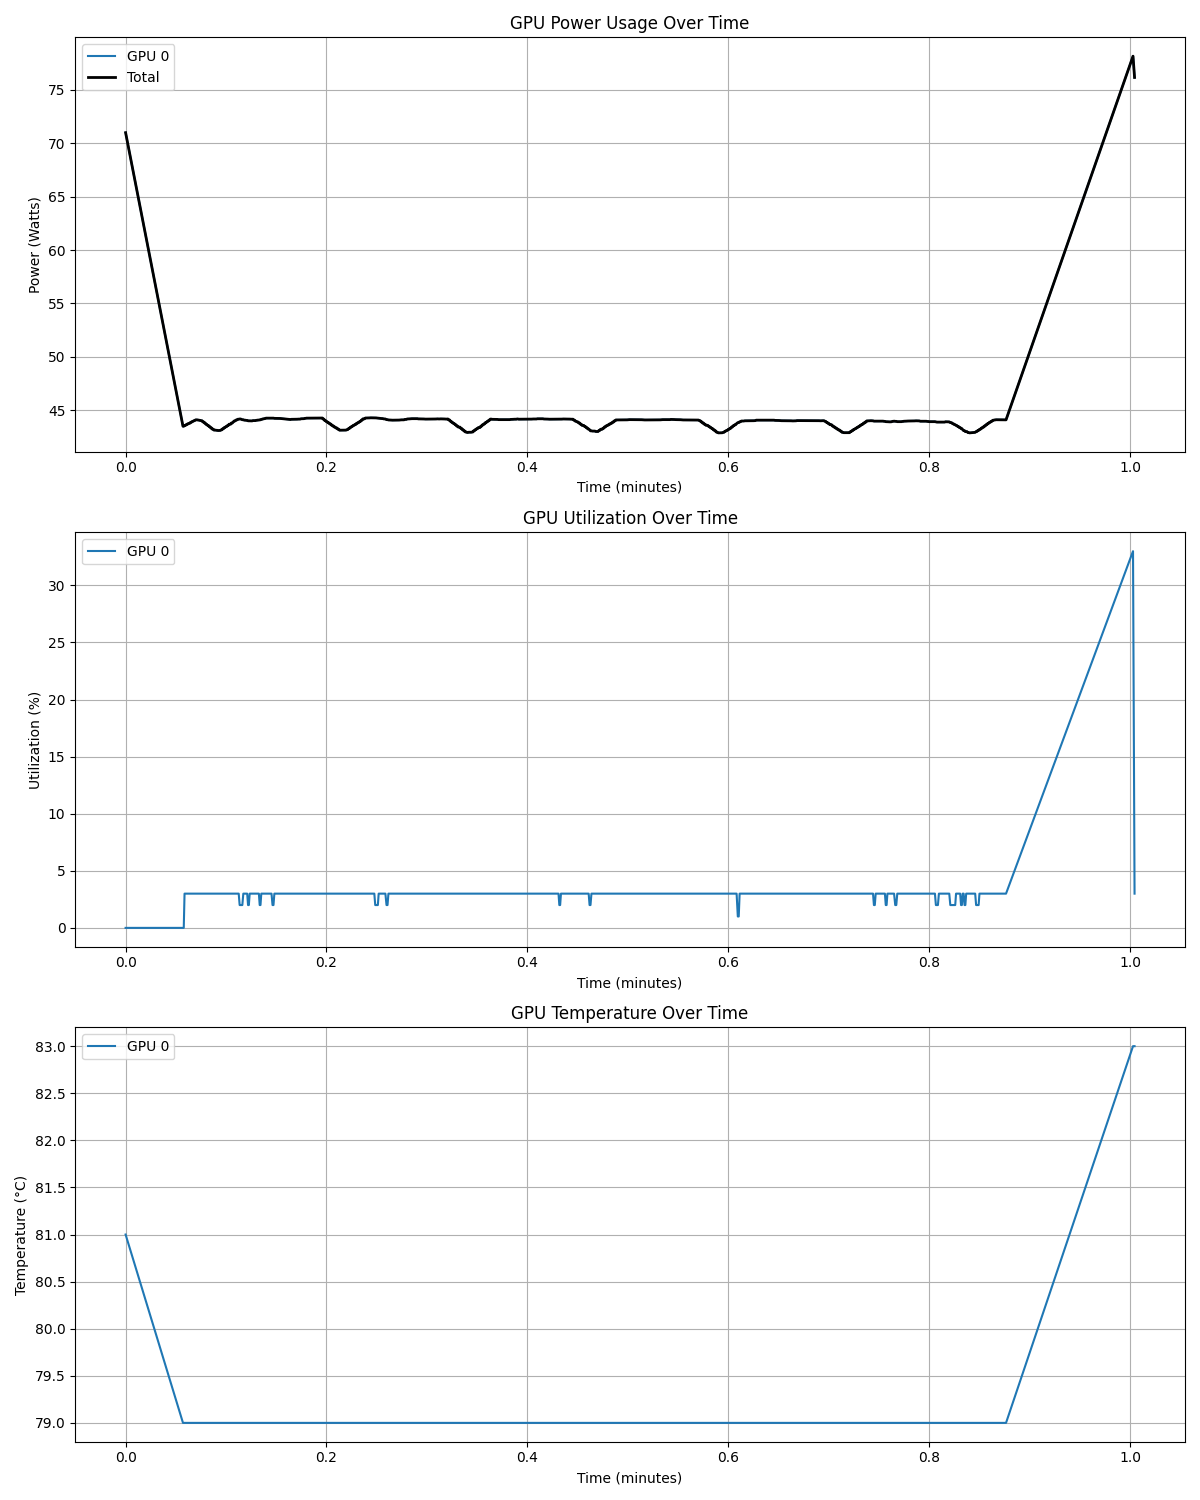 GPU Power Usage Over Time
GPU 0
Total
75
70
65
60
55
50
45
Power (Watts)
0.0 0.2 0.4 0.6 0.8 1.0
Time (minutes)
GPU Utilization Over Time
GPU 0
30
25
20
15
10
5
0
Utilization (%)
0.0 0.2 0.4 0.6 0.8 1.0
Time (minutes)
GPU Temperature Over Time
GPU 0
83.0
82.5
82.0
81.5
81.0
80.5
80.0
79.5
79.0
Temperature (°C)
0.0 0.2 0.4 0.6 0.8 1.0
Time (minutes)